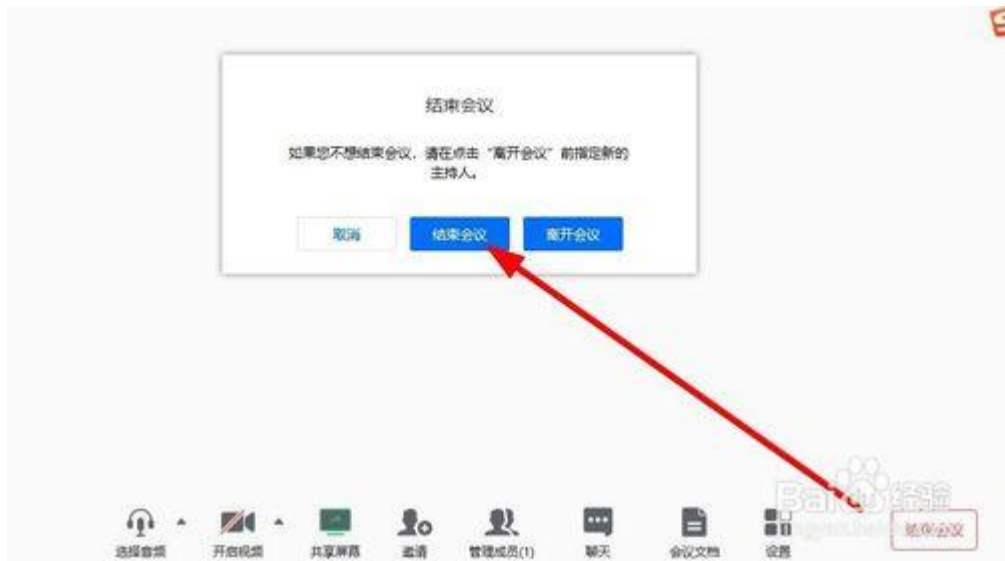 结束会议
如果您不想结束会议，请在点击“离开会议”前指定新的
主持人。
取消
结束会议
离开会议
选择音频
开启视频
共享屏幕
邀请
管理成员(1)
聊天
会议文档
设置
结束会议
Baidu 经验